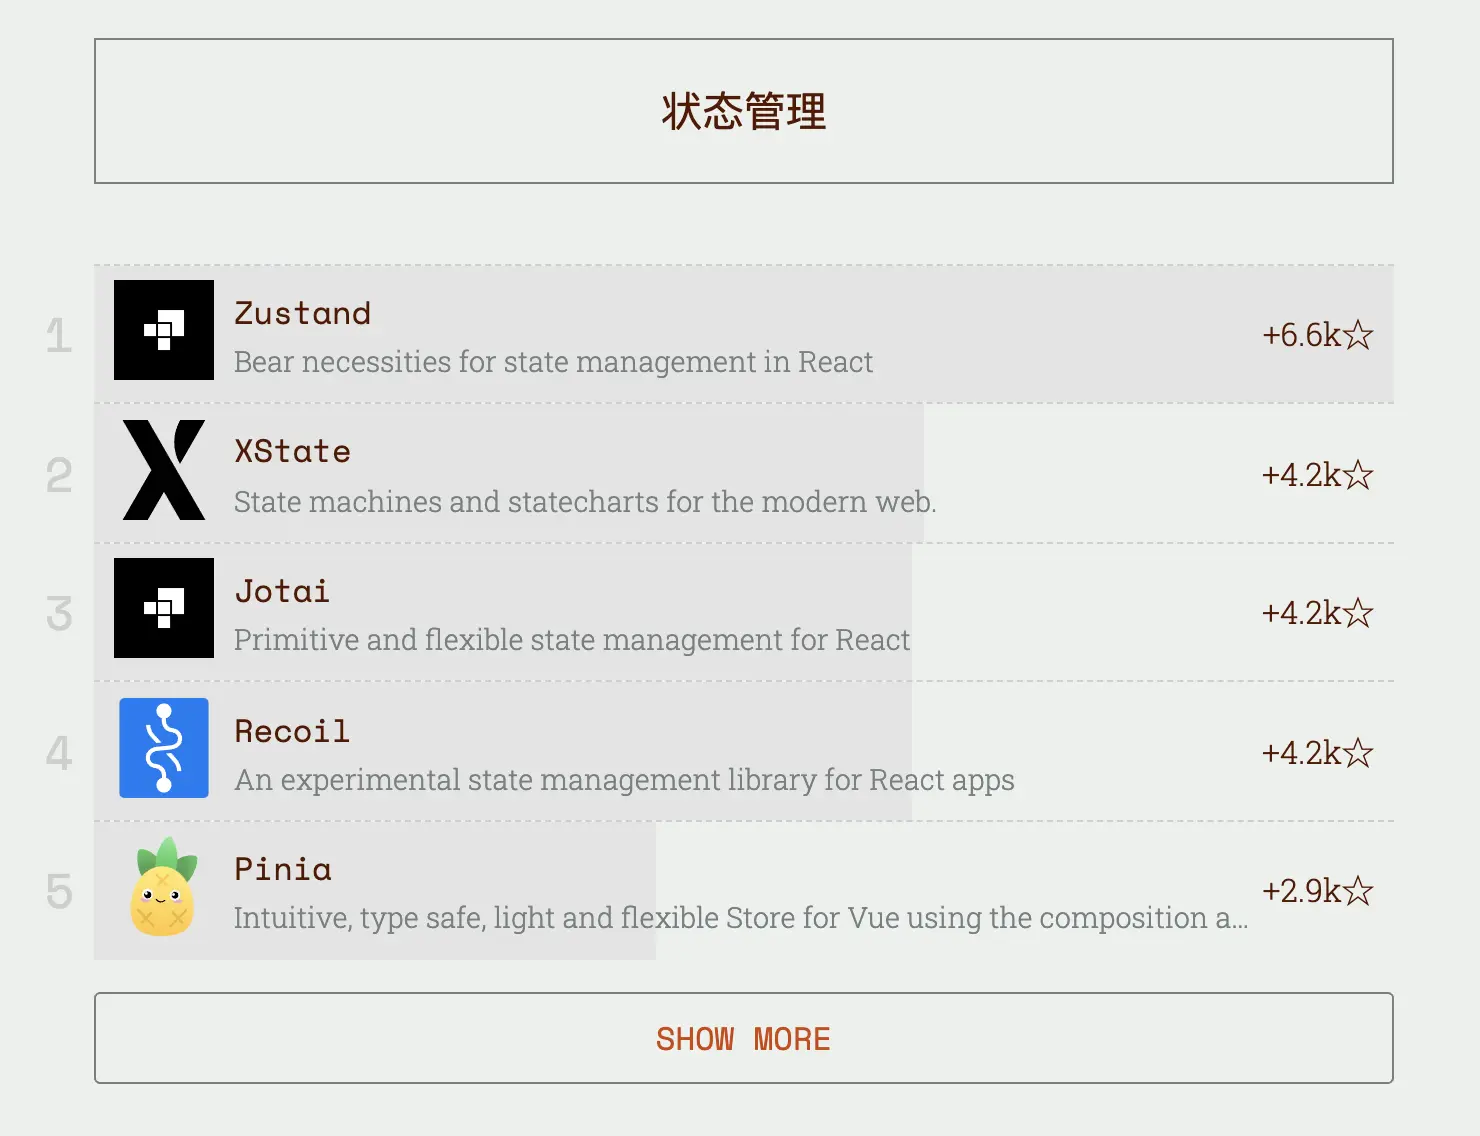 状态管理
1
Zustand
Bear necessities for state management in React
+6.6k☆
2
XState
State machines and statecharts for the modern web.
+4.2k☆
3
Jotai
Primitive and flexible state management for React
+4.2k☆
4
Recoil
An experimental state management library for React apps
+4.2k☆
5
Pinia
Intuitive, type safe, light and flexible Store for Vue using the composition a...
+2.9k☆
SHOW MORE